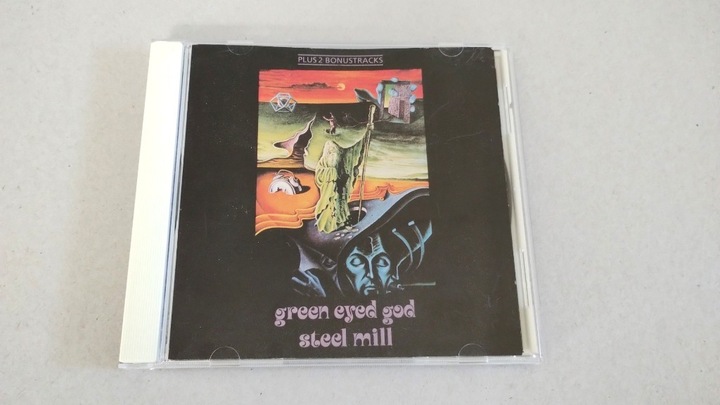 PLUS 2 BONUSTRACKS
green eyed god
steel mill